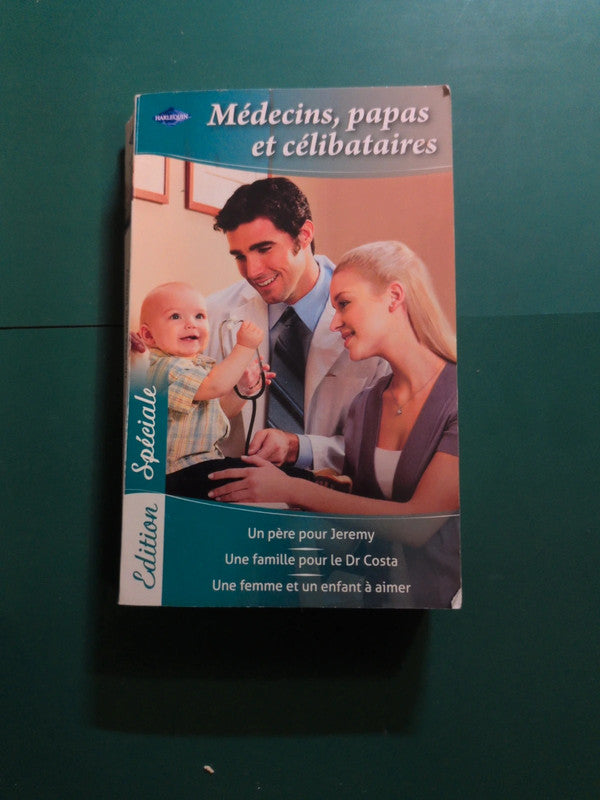 HARLEQUIN
Médecins, papas
et célibataires
Edition Spéciale
Un père pour Jeremy
Une famille pour le Dr Costa
Une femme et un enfant à aimer